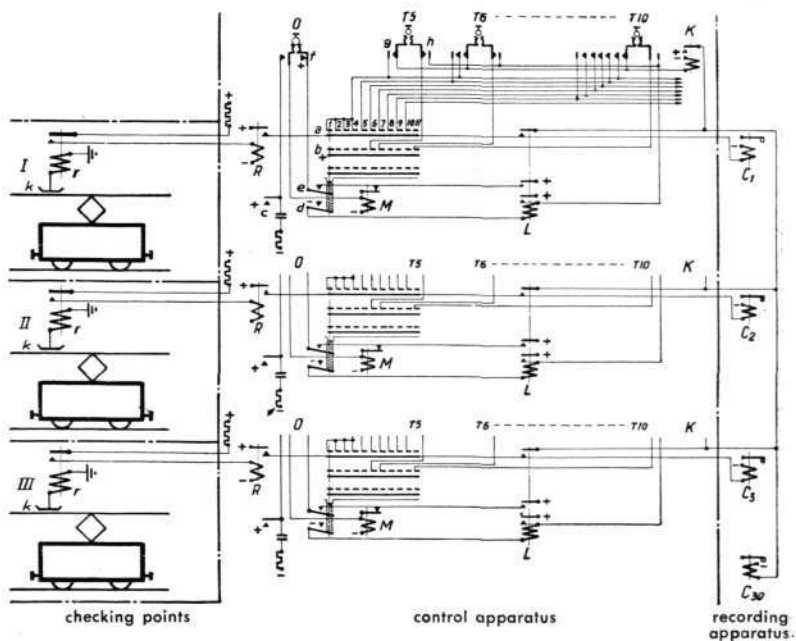 O T5 T6 T10 K
g h
f
+ + −
1 2 3 4 5 6 7 8 9 10 11
a
b
+
I r k
R
e
c
d
M
L
C1
O T5 T6 T10 K
II r k
R
M
L
C2
O T5 T6 T10 K
III r k
R
M
L
C3
C30
checking points control apparatus recording apparatus.